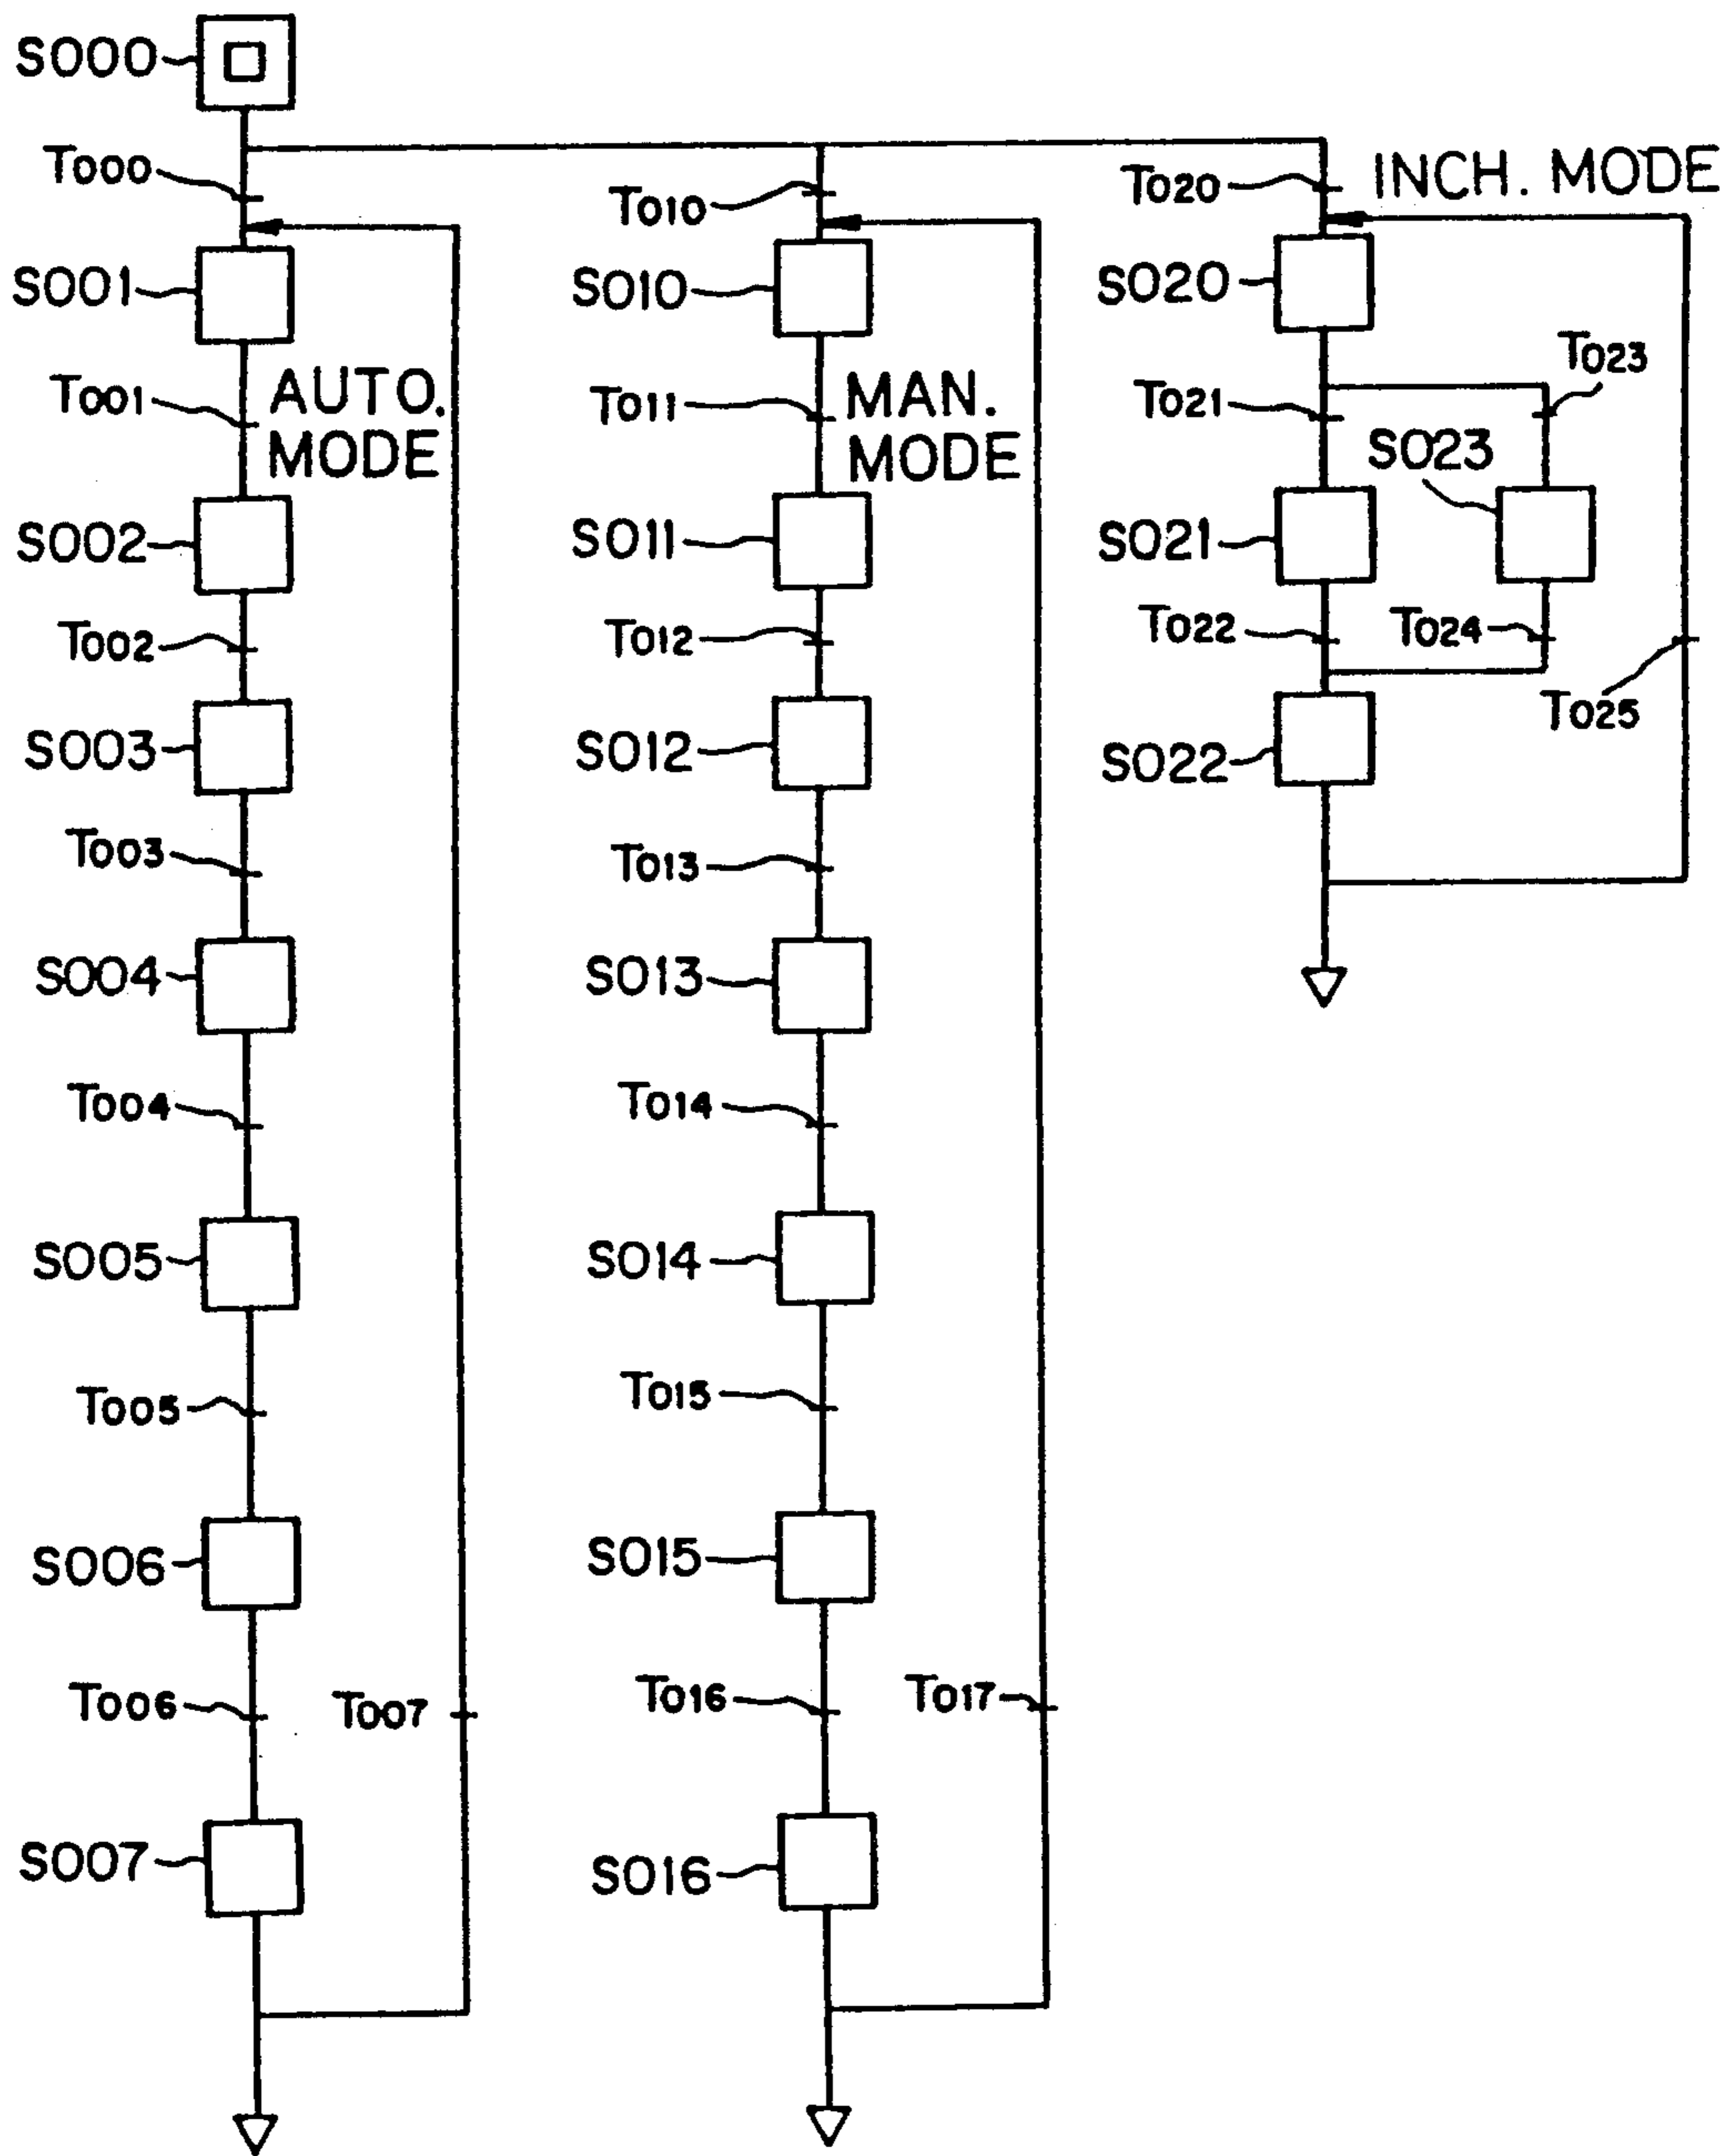 S000
T000
S001
T001
AUTO.
MODE
S002
T002
S003
T003
S004
T004
S005
T005
S006
T006
T007
S007
T010
S010
T011
MAN.
MODE
S011
T012
S012
T013
S013
T014
S014
T015
S015
T016
T017
S016
T020
INCH. MODE
S020
T021
T023
S023
S021
T022
T024
T025
S022